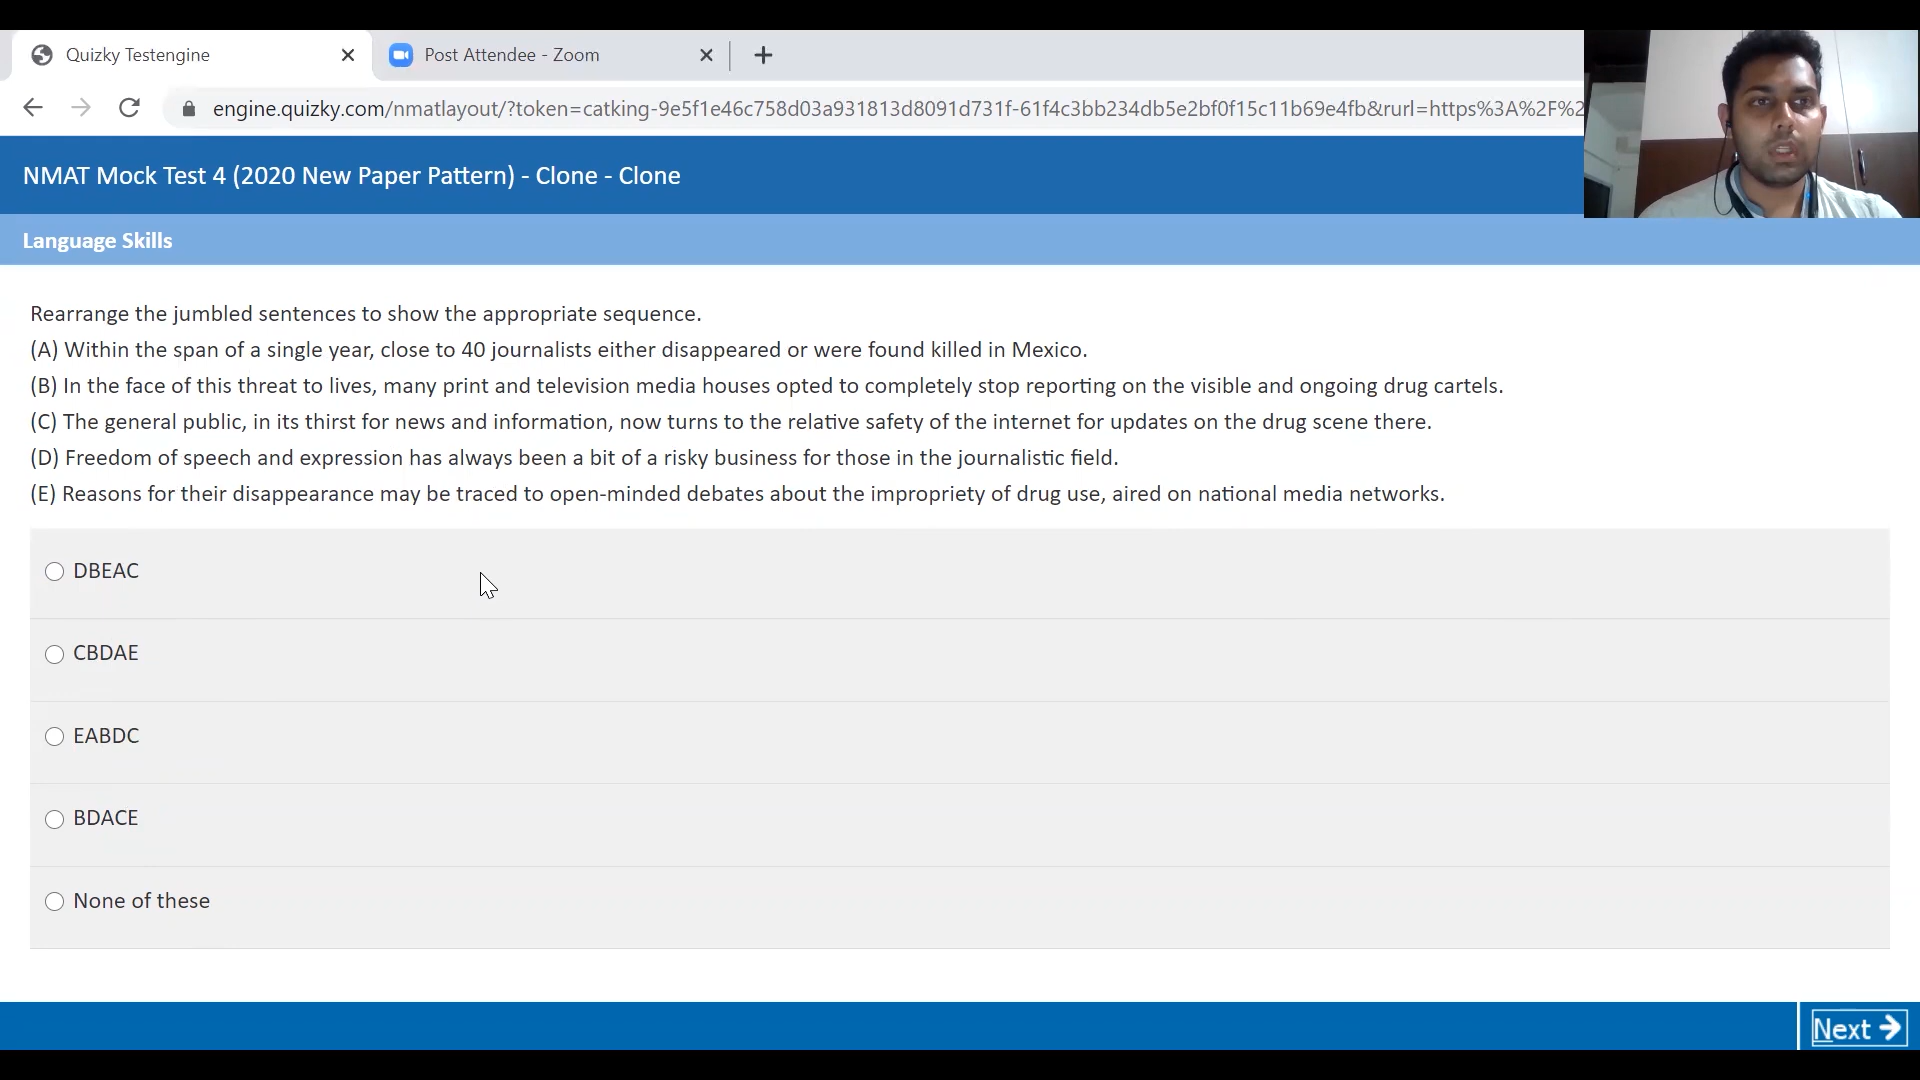 Quizky Testengine
Post Attendee - Zoom
engine.quizky.com/nmatlayout/?token=catking-9e5f1e46c758d03a931813d8091d731f-61f4c3bb234db5e2bf0f15c11b69e4fb&rurl=https%3A%2F%2
NMAT Mock Test 4 (2020 New Paper Pattern) - Clone - Clone
Language Skills
Rearrange the jumbled sentences to show the appropriate sequence.
(A) Within the span of a single year, close to 40 journalists either disappeared or were found killed in Mexico.
(B) In the face of this threat to lives, many print and television media houses opted to completely stop reporting on the visible and ongoing drug cartels.
(C) The general public, in its thirst for news and information, now turns to the relative safety of the internet for updates on the drug scene there.
(D) Freedom of speech and expression has always been a bit of a risky business for those in the journalistic field.
(E) Reasons for their disappearance may be traced to open-minded debates about the impropriety of drug use, aired on national media networks.
DBEAC
CBDAE
EABDC
BDACE
None of these
Next